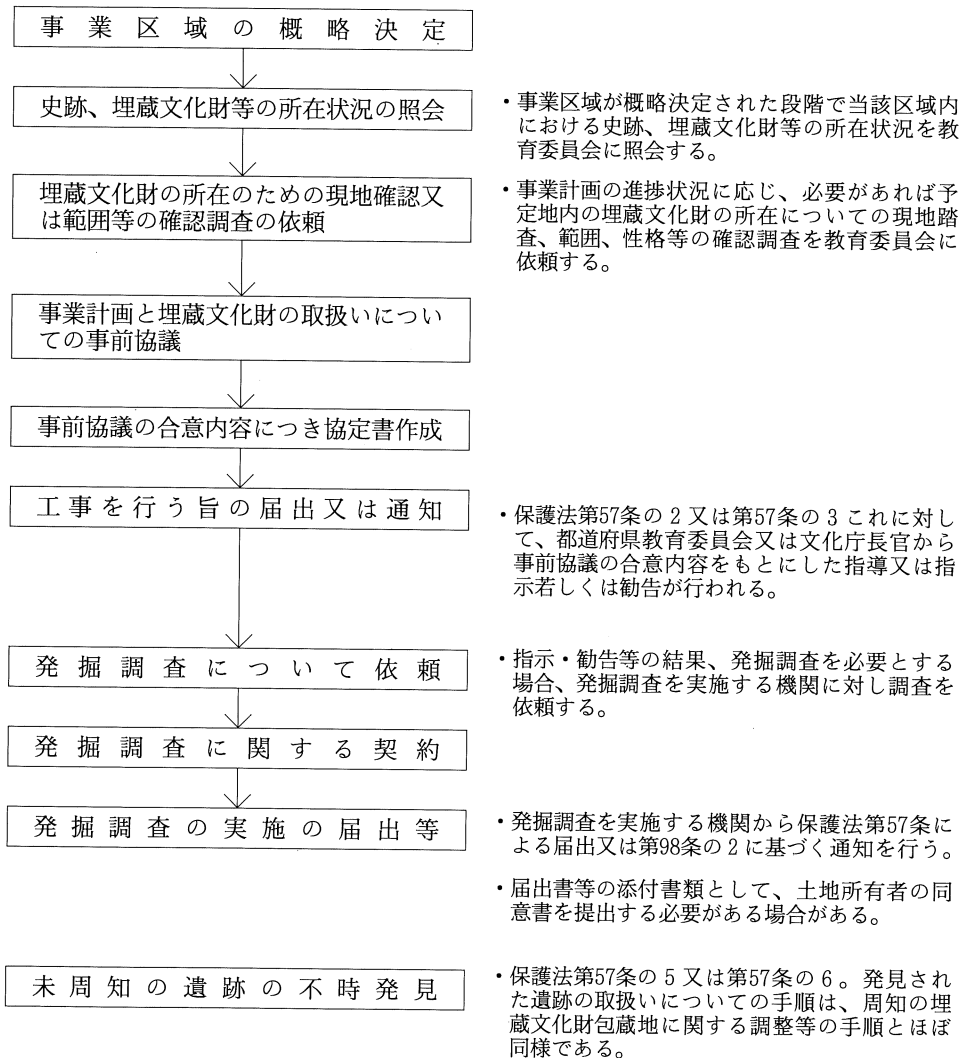 事業区域の概略決定
史跡、埋蔵文化財等の所在状況の照会
・事業区域が概略決定された段階で当該区域内
における史跡、埋蔵文化財等の所在状況を教
育委員会に照会する。
埋蔵文化財の所在のための現地確認又
は範囲等の確認調査の依頼
・事業計画の進捗状況に応じ、必要があれば予
定地内の埋蔵文化財の所在についての現地踏
査、範囲、性格等の確認調査を教育委員会に
依頼する。
事業計画と埋蔵文化財の取扱いについ
ての事前協議
事前協議の合意内容につき協定書作成
工事を行う旨の届出又は通知
・保護法第57条の2又は第57条の3これに対し
て、都道府県教育委員会又は文化庁長官から
事前協議の合意内容をもとにした指導又は指
示若しくは勧告が行われる。
発掘調査について依頼
・指示・勧告等の結果、発掘調査を必要とする
場合、発掘調査を実施する機関に対し調査を
依頼する。
発掘調査に関する契約
発掘調査の実施の届出等
・発掘調査を実施する機関から保護法第57条に
よる届出又は第98条の2に基づく通知を行う。
・届出書等の添付書類として、土地所有者の同
意書を提出する必要がある場合がある。
未周知の遺跡の不時発見
・保護法第57条の5又は第57条の6。発見され
た遺跡の取扱いについての手順は、周知の埋
蔵文化財包蔵地に関する調整等の手順とほぼ
同様である。